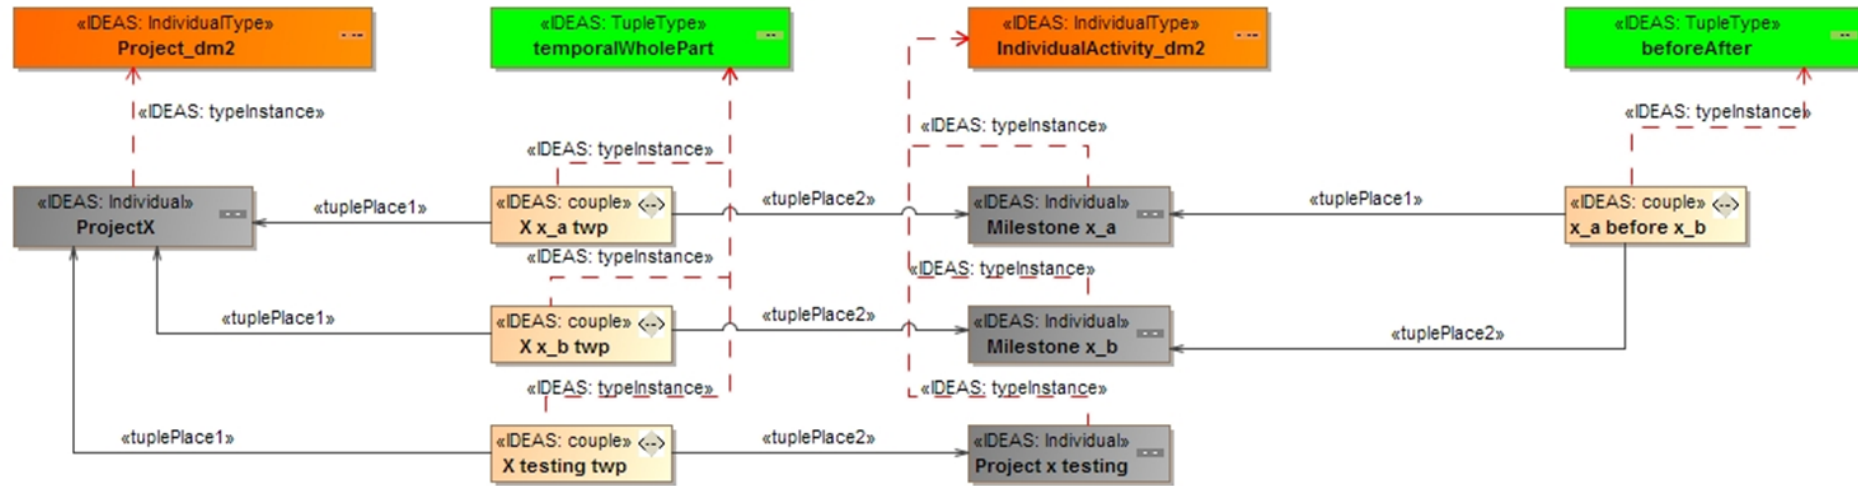 «IDEAS: IndividualType»
Project_dm2
«IDEAS: TupleType»
temporalWholePart
«IDEAS: IndividualType»
IndividualActivity_dm2
«IDEAS: TupleType»
beforeAfter
«IDEAS: typeInstance»
«IDEAS: typeInstance»
«IDEAS: typeInstance»
«IDEAS: typeInstance»
«IDEAS: Individual»
ProjectX
«tuplePlace1»
«IDEAS: couple»
X x_a twp
«tuplePlace2»
«IDEAS: Individual»
Milestone x_a
«tuplePlace1»
«IDEAS: couple»
x_a before x_b
«IDEAS: typeInstance»
«IDEAS: typeInstance»
«tuplePlace1»
«IDEAS: couple»
X x_b twp
«tuplePlace2»
«IDEAS: Individual»
Milestone x_b
«tuplePlace2»
«IDEAS: typeInstance»
«IDEAS: typeInstance»
«tuplePlace1»
«IDEAS: couple»
X testing twp
«tuplePlace2»
«IDEAS: Individual»
Project x testing